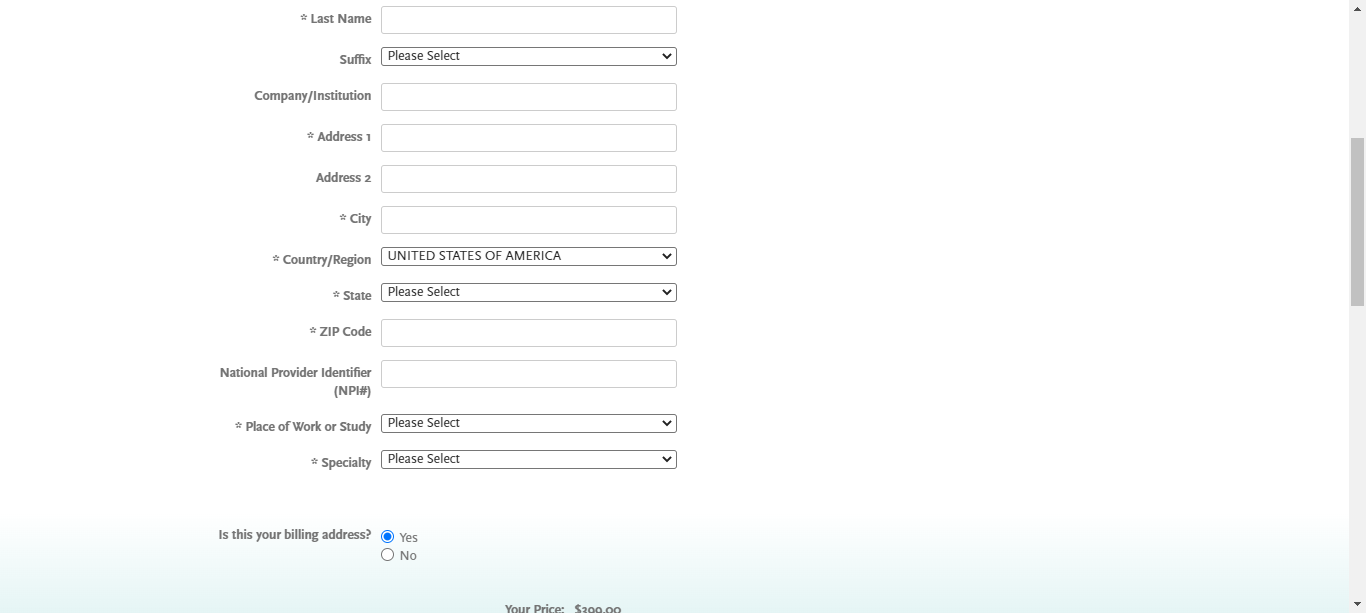 * Last Name
Suffix Please Select
Company/Institution
* Address 1
Address 2
* City
* Country/Region UNITED STATES OF AMERICA
* State Please Select
* ZIP Code
National Provider Identifier
(NPI#)
* Place of Work or Study Please Select
* Specialty Please Select
Is this your billing address? Yes
No
Your Price: $399.00